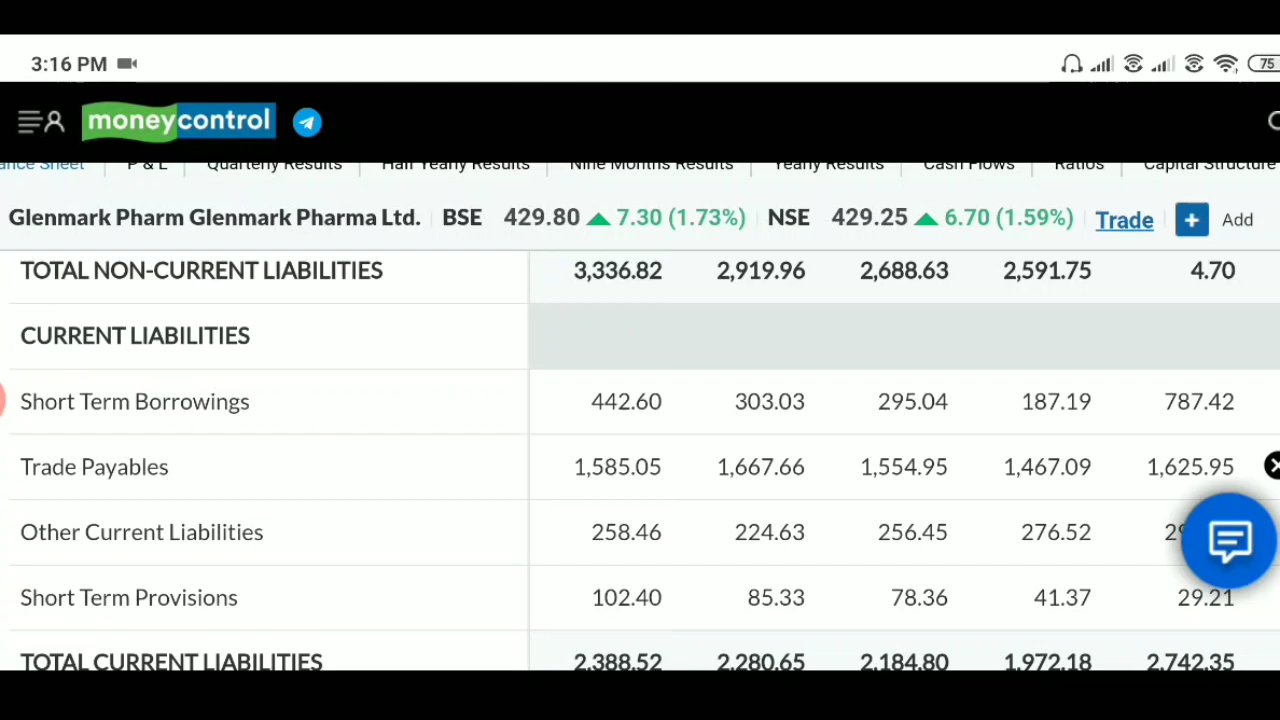 3:16 PM 75
moneycontrol
ance Sheet P & L Quarterly Results Half Yearly Results Nine Months Results Yearly Results Cash Flows Ratios Capital Structure
Glenmark Pharm Glenmark Pharma Ltd. BSE 429.80 7.30 (1.73%) NSE 429.25 6.70 (1.59%) Trade + Add
TOTAL NON-CURRENT LIABILITIES 3,336.82 2,919.96 2,688.63 2,591.75 4.70
CURRENT LIABILITIES
Short Term Borrowings 442.60 303.03 295.04 187.19 787.42
Trade Payables 1,585.05 1,667.66 1,554.95 1,467.09 1,625.95
Other Current Liabilities 258.46 224.63 256.45 276.52
Short Term Provisions 102.40 85.33 78.36 41.37 29.21
TOTAL CURRENT LIABILITIES 2,388.52 2,280.65 2,184.80 1,972.18 2,742.35